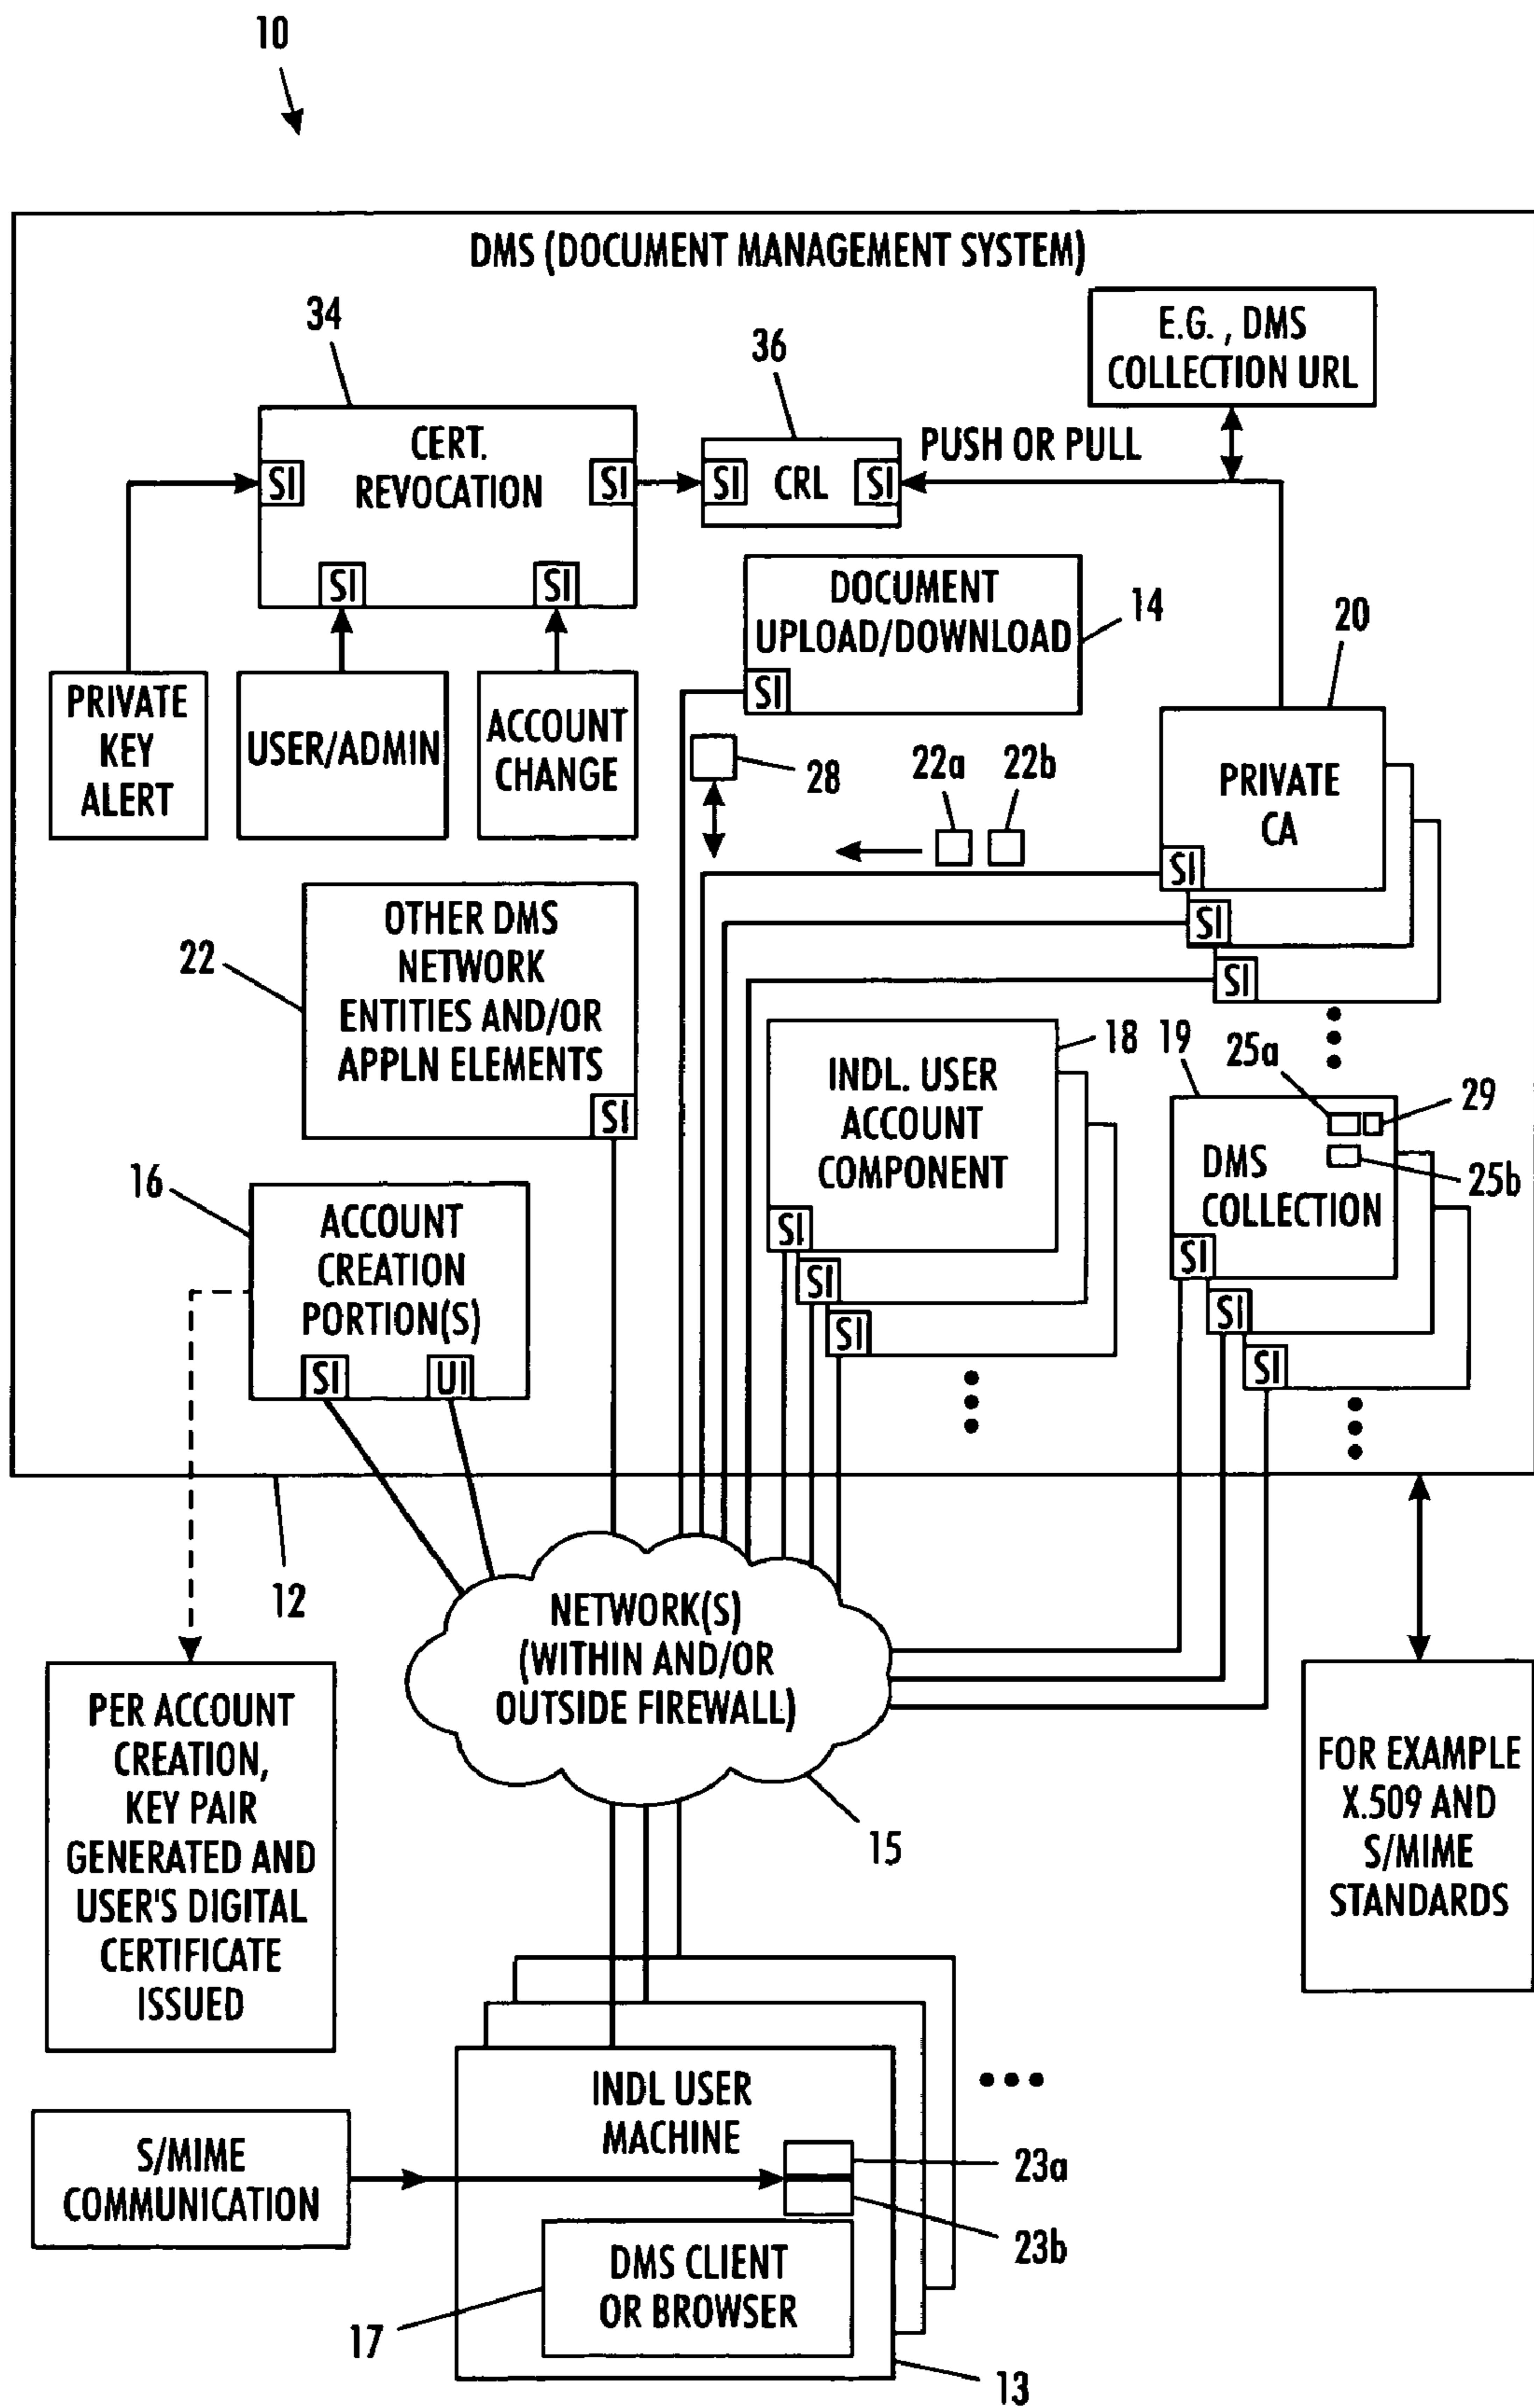 10
DMS (DOCUMENT MANAGEMENT SYSTEM)
34
36
E.G., DMS
COLLECTION URL
CERT.
REVOCATION
SI
SI
SI
SI
SI
CRL
SI
PUSH OR PULL
DOCUMENT
UPLOAD/DOWNLOAD
SI
14
20
PRIVATE
KEY
ALERT
USER/ADMIN
ACCOUNT
CHANGE
28
22a
22b
PRIVATE
CA
SI
SI
SI
22
OTHER DMS
NETWORK
ENTITIES AND/OR
APPLN ELEMENTS
SI
18
INDL. USER
ACCOUNT
COMPONENT
SI
SI
SI
19
25a
29
25b
DMS
COLLECTION
SI
SI
SI
16
ACCOUNT
CREATION
PORTION(S)
SI
UI
12
NETWORK(S)
(WITHIN AND/OR
OUTSIDE FIREWALL)
15
PER ACCOUNT
CREATION,
KEY PAIR
GENERATED AND
USER'S DIGITAL
CERTIFICATE
ISSUED
FOR EXAMPLE
X.509 AND
S/MIME
STANDARDS
INDL USER
MACHINE
S/MIME
COMMUNICATION
23a
23b
DMS CLIENT
OR BROWSER
17
13